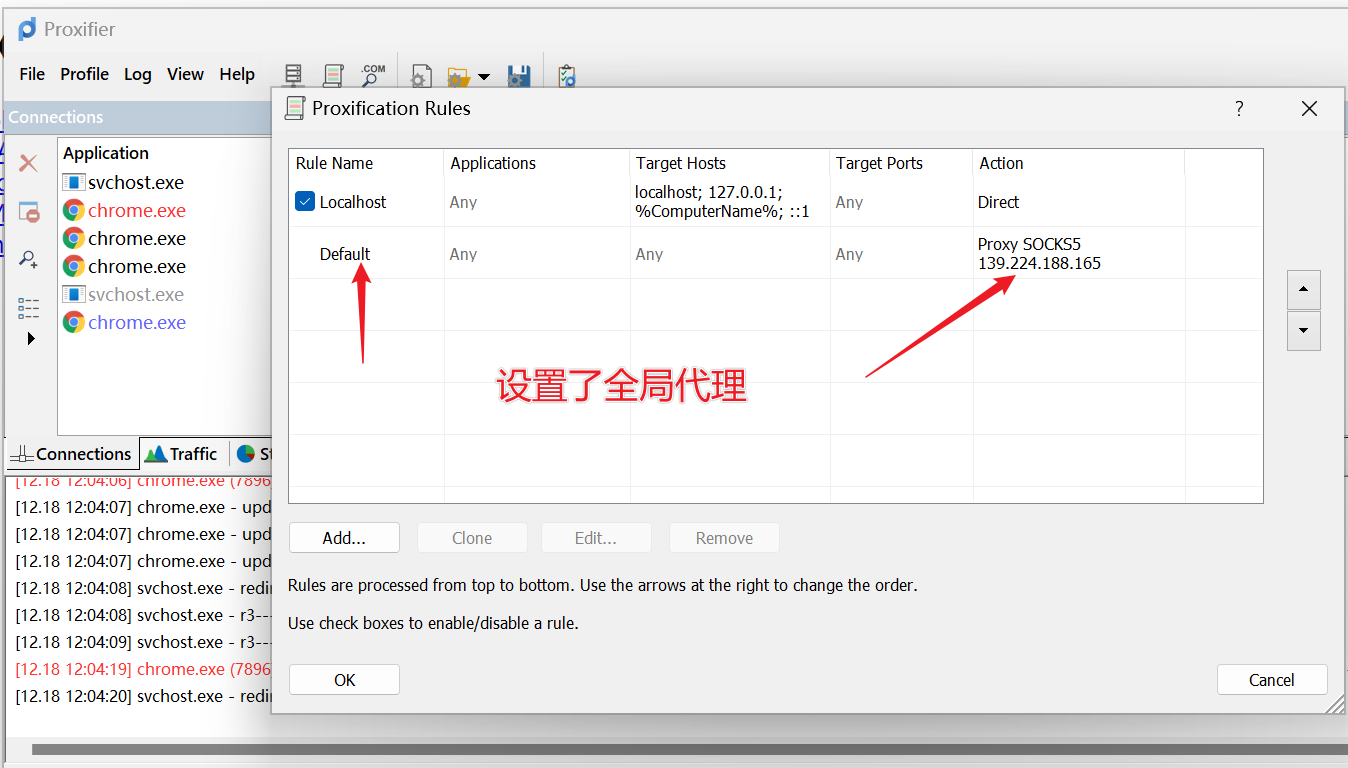 Proxifier
File Profile Log View Help
.COM
Connections
Application
svchost.exe
chrome.exe
chrome.exe
chrome.exe
svchost.exe
chrome.exe
Connections Traffic
[12.18 12:04:06] chrome.exe (7896
[12.18 12:04:07] chrome.exe - upd
[12.18 12:04:07] chrome.exe - upd
[12.18 12:04:07] chrome.exe - upd
[12.18 12:04:08] svchost.exe - redi
[12.18 12:04:08] svchost.exe - r3---
[12.18 12:04:09] svchost.exe - r3---
[12.18 12:04:19] chrome.exe (7896
[12.18 12:04:20] svchost.exe - redi
Proxification Rules ?
Rule Name Applications Target Hosts Target Ports Action
Localhost Any localhost; 127.0.0.1; Any Direct
%ComputerName%; ::1
Default Any Any Any Proxy SOCKS5
139.224.188.165
设置了全局代理
Add... Clone Edit... Remove
Rules are processed from top to bottom. Use the arrows at the right to change the order.
Use check boxes to enable/disable a rule.
OK Cancel